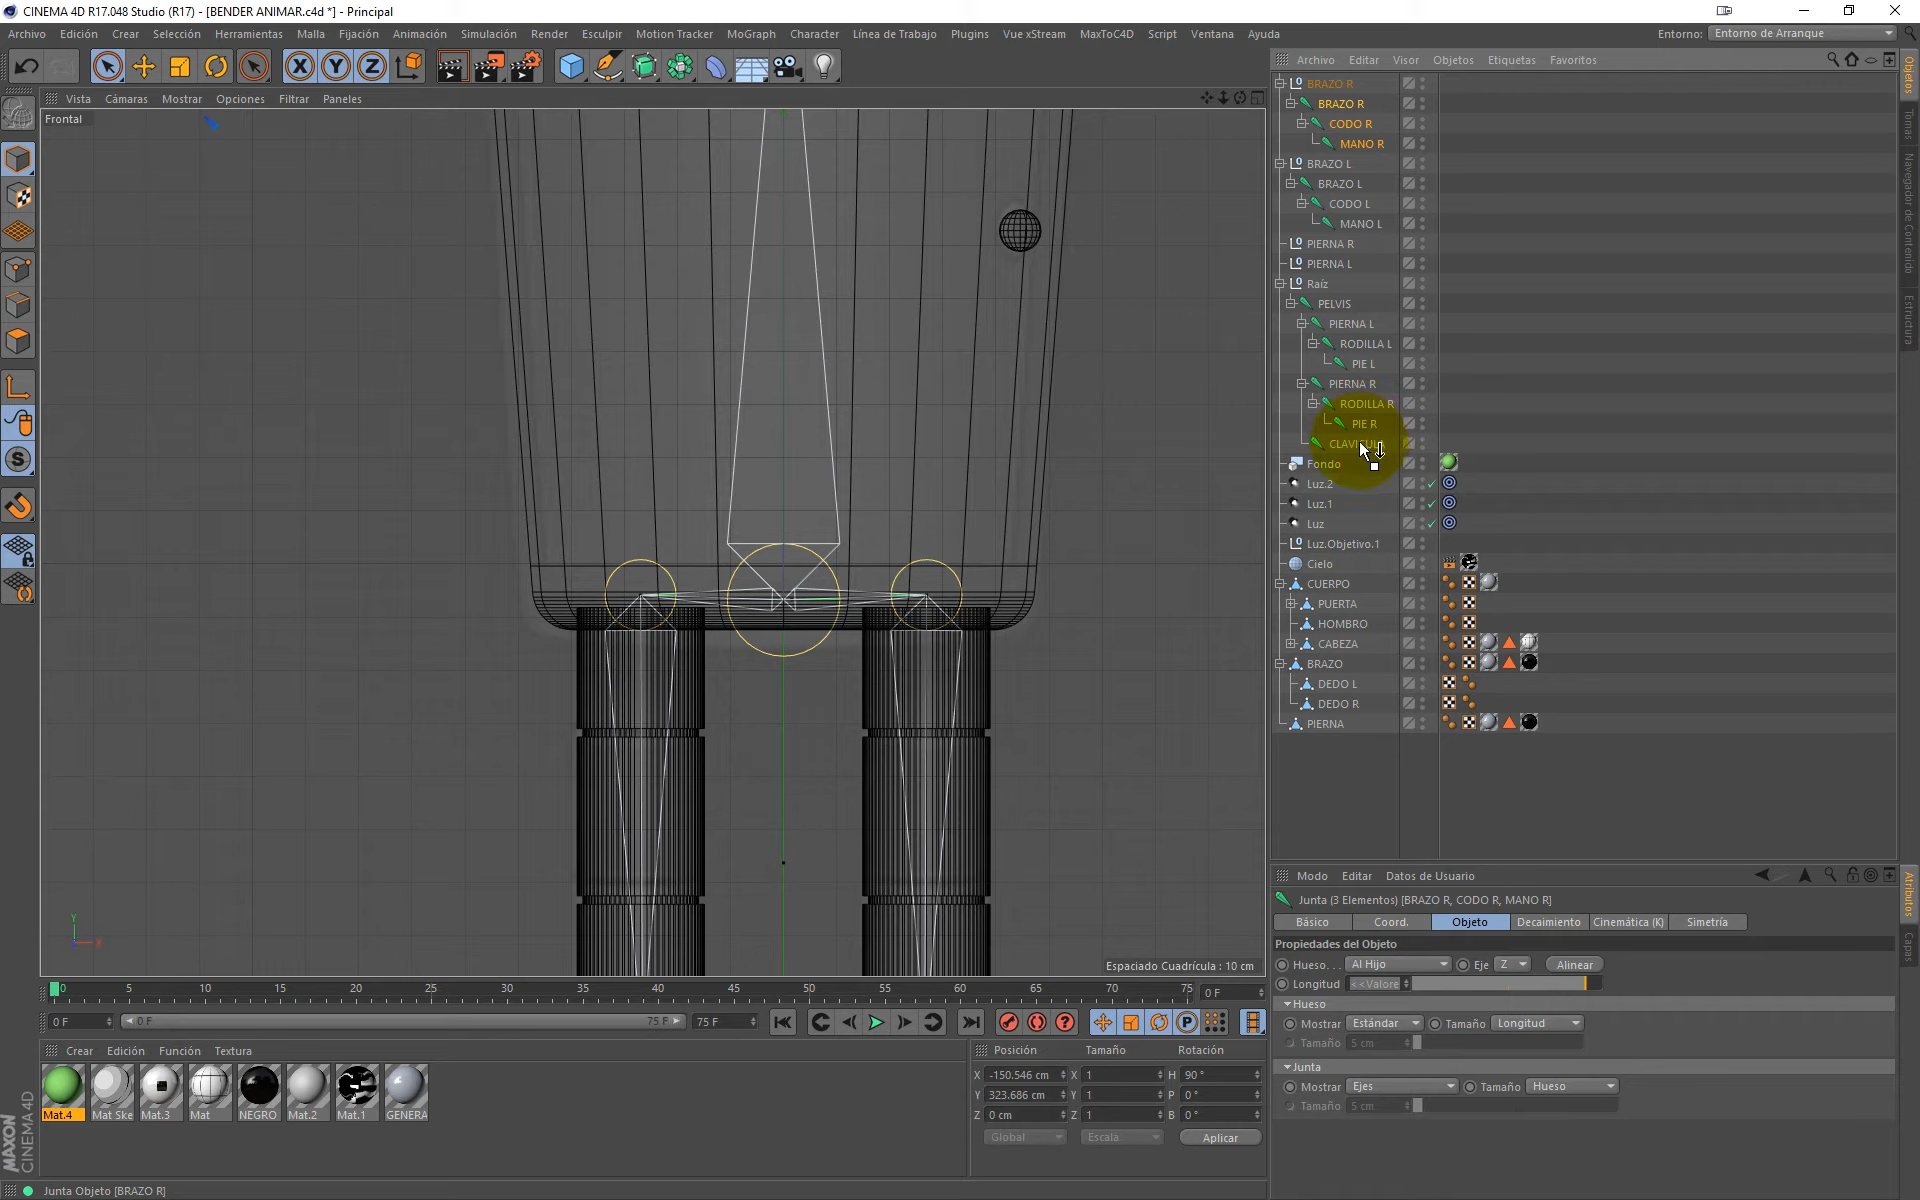 CINEMA 4D R17.048 Studio (R17) - [BENDER ANIMAR.c4d *] - Principal
Archivo Edición Crear Selección Herramientas Malla Fijación Animación Simulación Render Esculpir Motion Tracker MoGraph Character Línea de Trabajo Plugins Vue xStream MaxToC4D Script Ventana Ayuda Entorno: Entorno de Arranque
Archivo Editar Visor Objetos Etiquetas Favoritos
Vista Cámaras Mostrar Opciones Filtrar Paneles
Frontal
BRAZO R
BRAZO R
CODO R
MANO R
BRAZO L
BRAZO L
CODO L
MANO L
PIERNA R
PIERNA L
Raíz
PELVIS
PIERNA L
RODILLA L
PIE L
PIERNA R
RODILLA R
PIE R
Fondo
Luz.2
Luz.1
Luz
Luz.Objetivo.1
Cielo
CUERPO
PUERTA
HOMBRO
CABEZA
BRAZO
DEDO L
DEDO R
PIERNA
Objetos
Tomas
Navegador de Contenido
Estructura
Espaciado Cuadrícula : 10 cm
0 5 10 15 20 25 30 35 40 45 50 55 60 65 70 75 0 F
0 F 0 F 75 F 75 F
Crear Edición Función Textura
Mat.4 Mat Ske Mat.3 Mat NEGRO Mat.2 Mat.1 GENERA
Posición Tamaño Rotación
X -150.546 cm X 1 H 90 °
Y 323.686 cm Y 1 P 0 °
Z 0 cm Z 1 B 0 °
Global Escala Aplicar
Modo Editar Datos de Usuario
Junta (3 Elementos) [BRAZO R, CODO R, MANO R]
Básico Coord. Objeto Decaimiento Cinemática (K) Simetría
Propiedades del Objeto
Hueso. . . Al Hijo Eje Z Alinear
Longitud <<Valore
Hueso
Mostrar Estándar Tamaño Longitud
Tamaño 5 cm
Junta
Mostrar Ejes Tamaño Hueso
Tamaño 5 cm
Atributos
Capas
MAXON CINEMA 4D
Junta Objeto [BRAZO R]